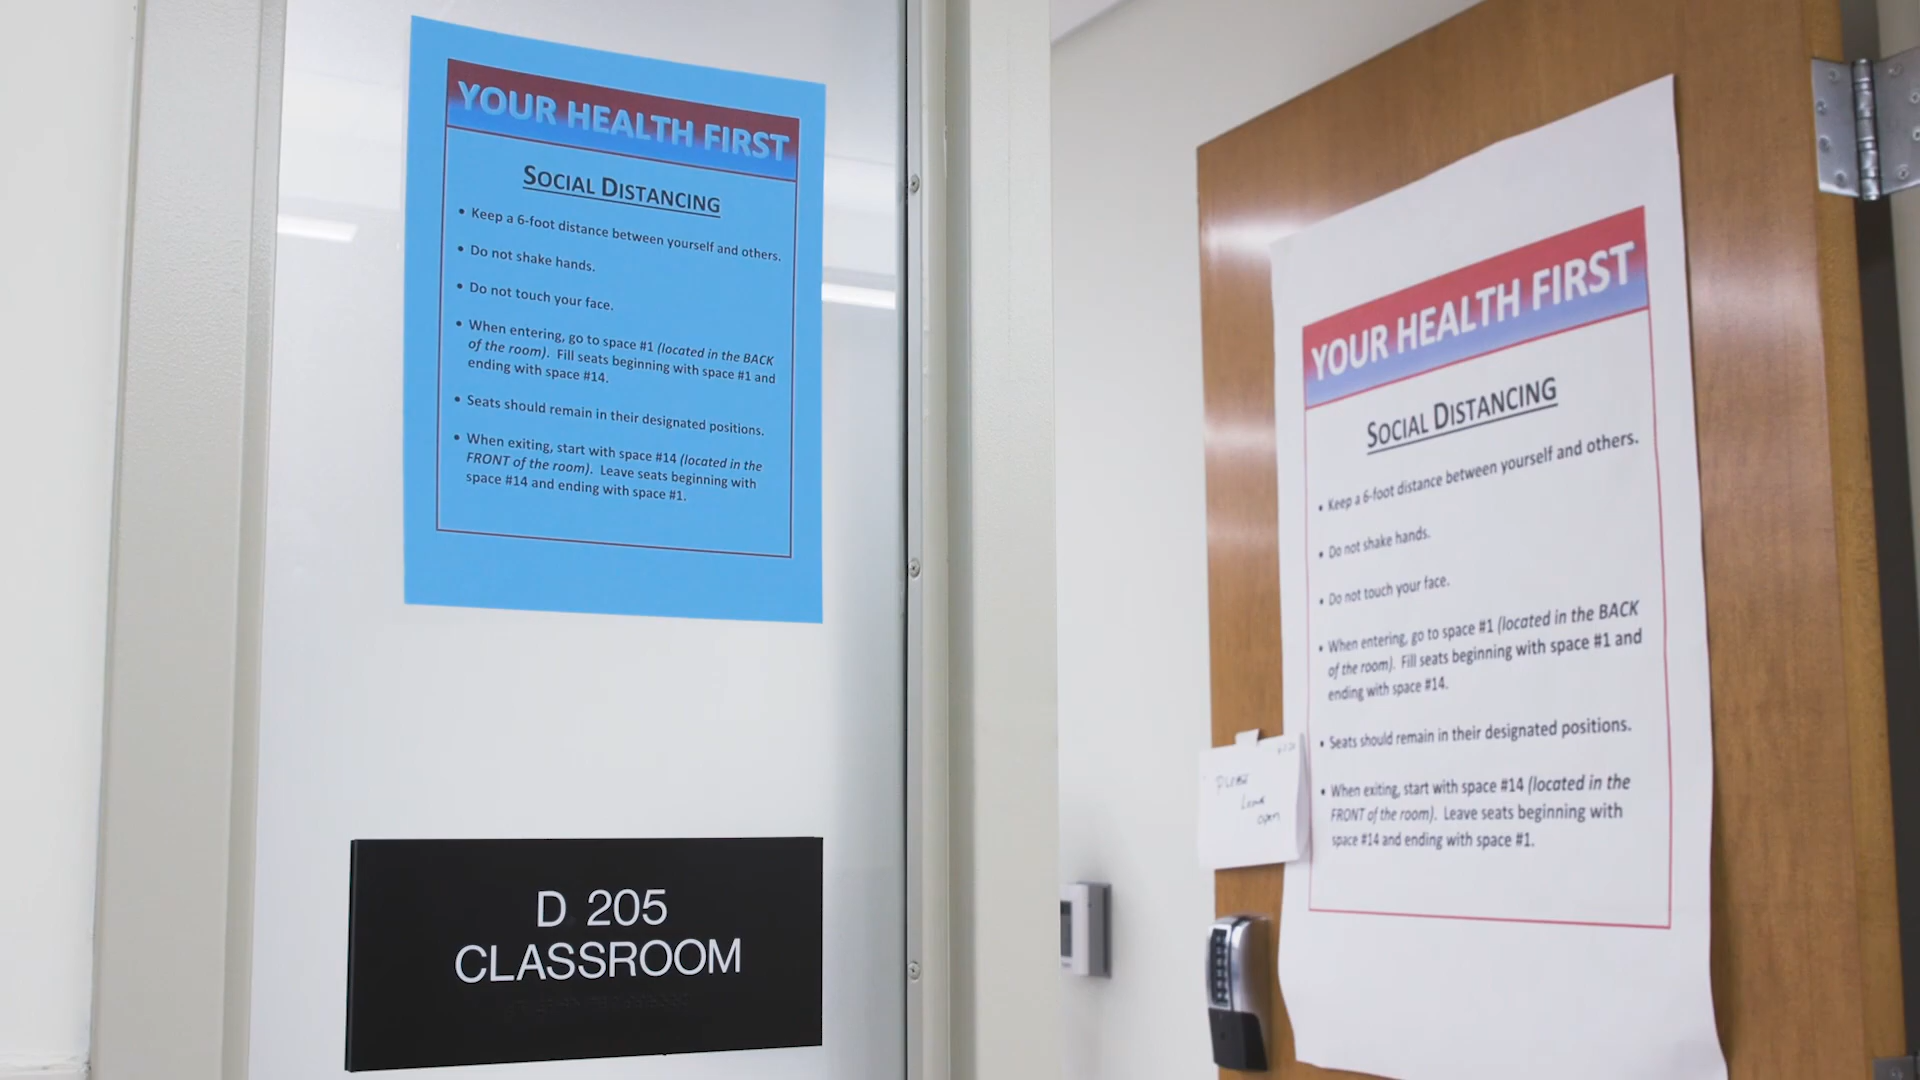 YOUR HEALTH FIRST
SOCIAL DISTANCING
• Keep a 6-foot distance between yourself and others.
• Do not shake hands.
• Do not touch your face.
• When entering, go to space #1 (located in the BACK
of the room). Fill seats beginning with space #1 and
ending with space #14.
• Seats should remain in their designated positions.
• When exiting, start with space #14 (located in the
FRONT of the room). Leave seats beginning with
space #14 and ending with space #1.
D 205
CLASSROOM
YOUR HEALTH FIRST
SOCIAL DISTANCING
• Keep a 6-foot distance between yourself and others.
• Do not shake hands.
• Do not touch your face.
• When entering, go to space #1 (located in the BACK
of the room). Fill seats beginning with space #1 and
ending with space #14.
• Seats should remain in their designated positions.
• When exiting, start with space #14 (located in the
FRONT of the room). Leave seats beginning with
space #14 and ending with space #1.
Please
Leave
open